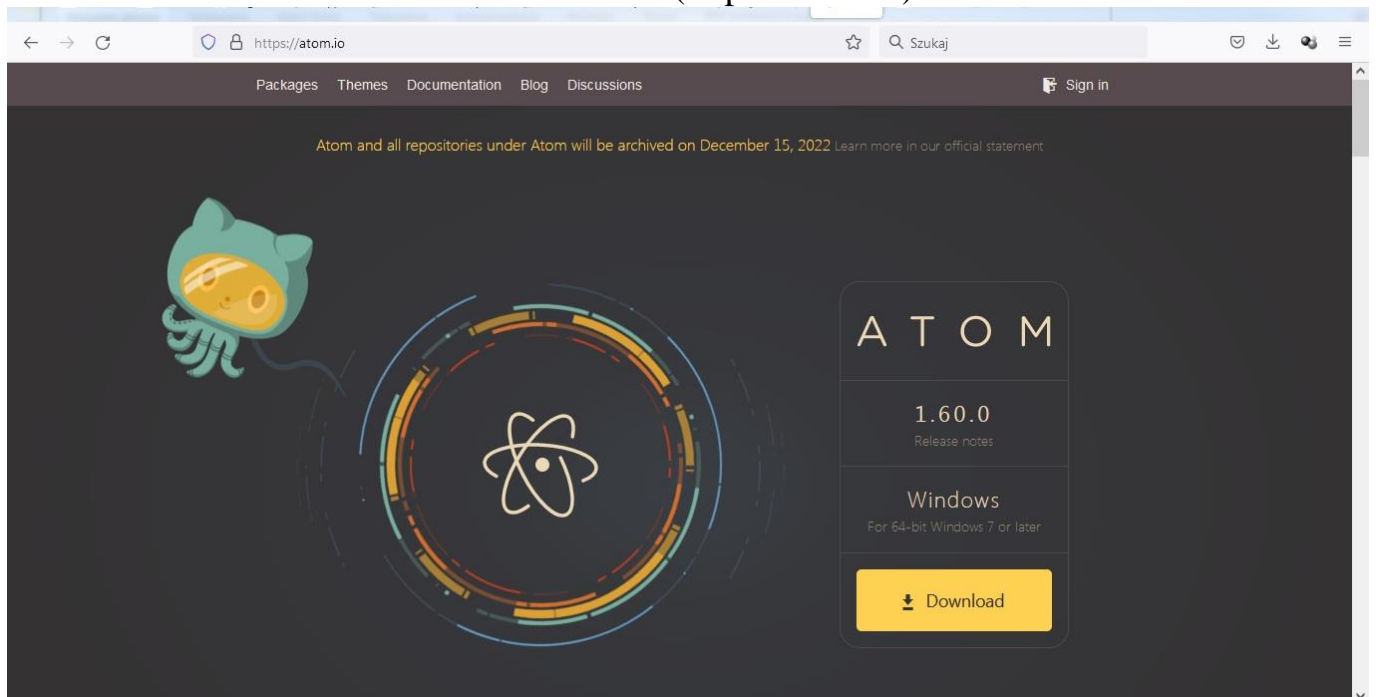 https://atom.io Szukaj
Packages Themes Documentation Blog Discussions Sign in
Atom and all repositories under Atom will be archived on December 15, 2022 Learn more in our official statement
ATOM
1.60.0
Release notes
Windows
For 64-bit Windows 7 or later
Download